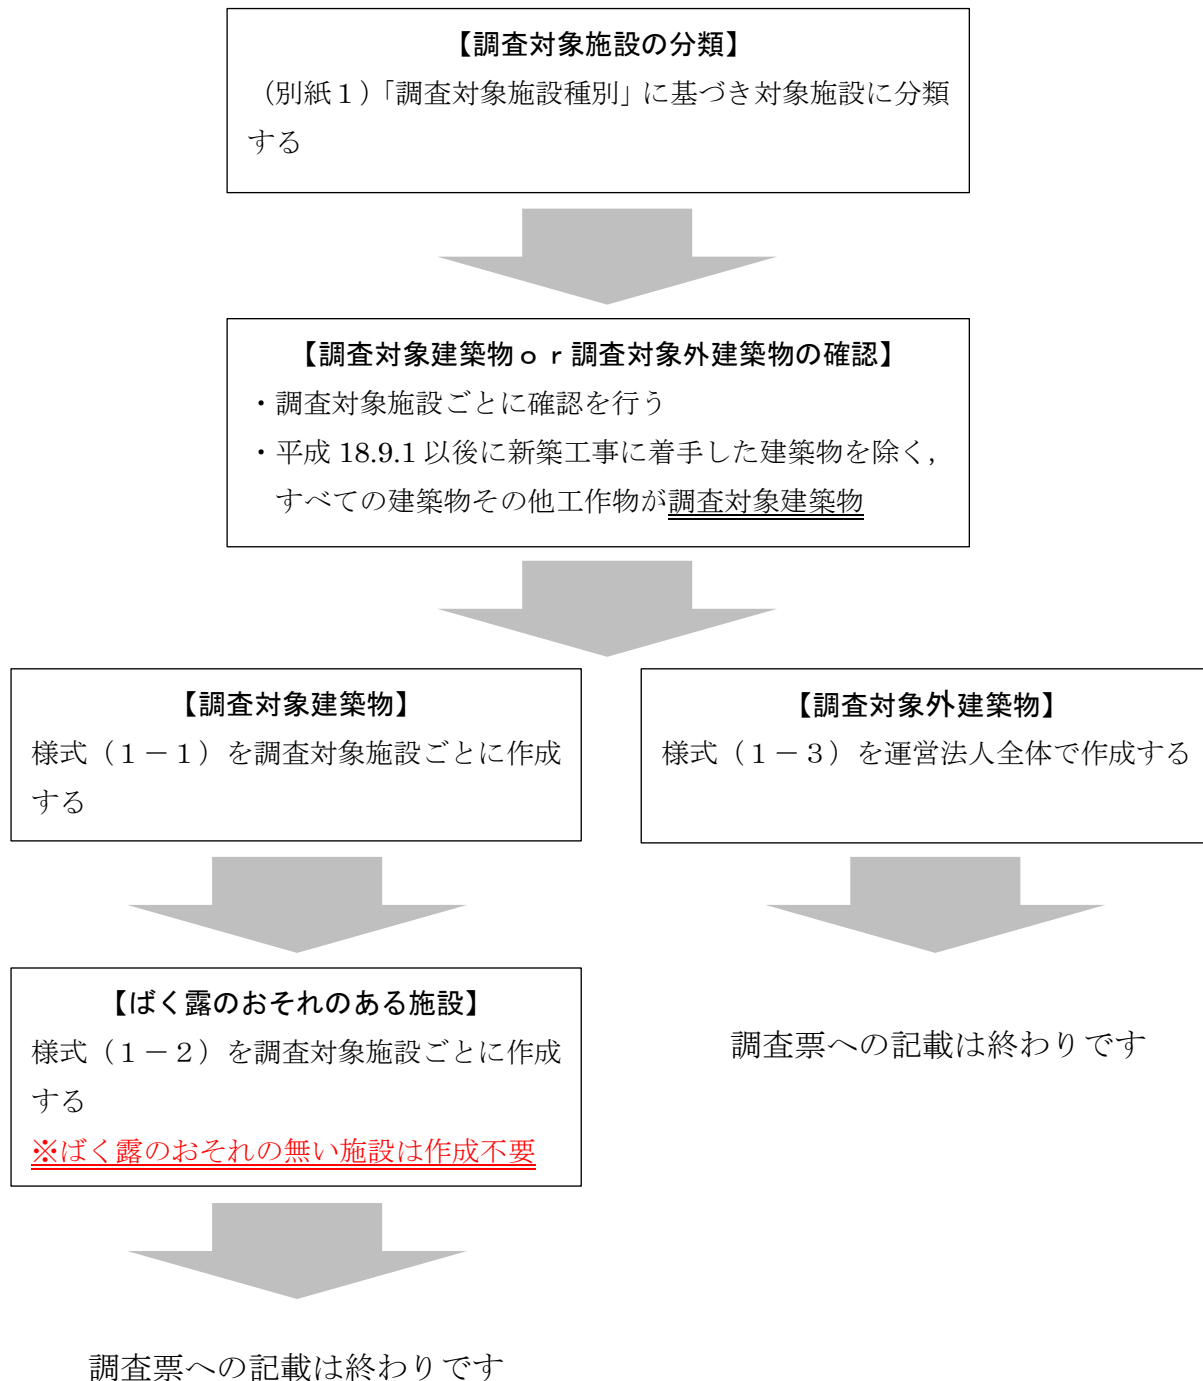 【調査対象施設の分類】
（別紙１）「調査対象施設種別」に基づき対象施設に分類
する
【調査対象建築物ｏｒ調査対象外建築物の確認】
・調査対象施設ごとに確認を行う
・平成 18.9.1 以後に新築工事に着手した建築物を除く，
すべての建築物その他工作物が調査対象建築物
【調査対象建築物】
様式（１－１）を調査対象施設ごとに作成
する
【調査対象外建築物】
様式（１－３）を運営法人全体で作成する
【ばく露のおそれのある施設】
様式（１－２）を調査対象施設ごとに作成
する
※ばく露のおそれの無い施設は作成不要
調査票への記載は終わりです
調査票への記載は終わりです